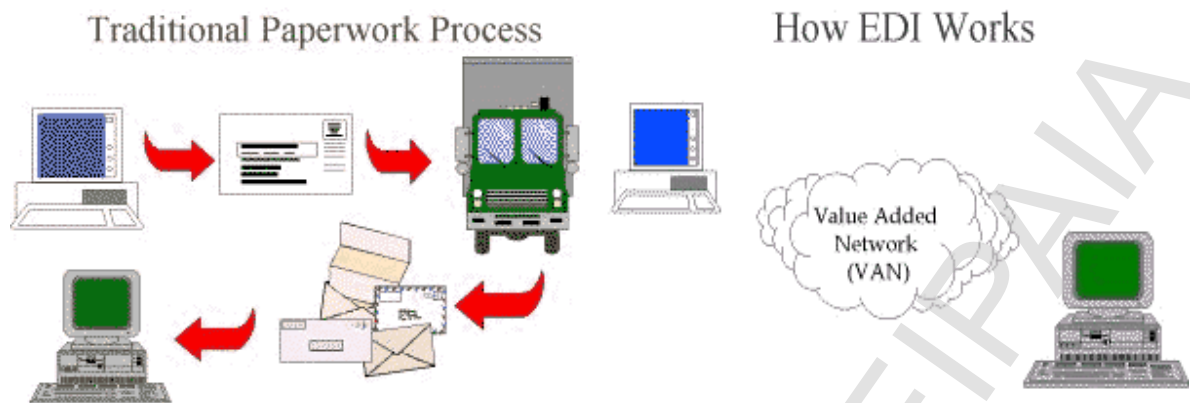 Traditional Paperwork Process
How EDI Works
Value Added
Network
(VAN)